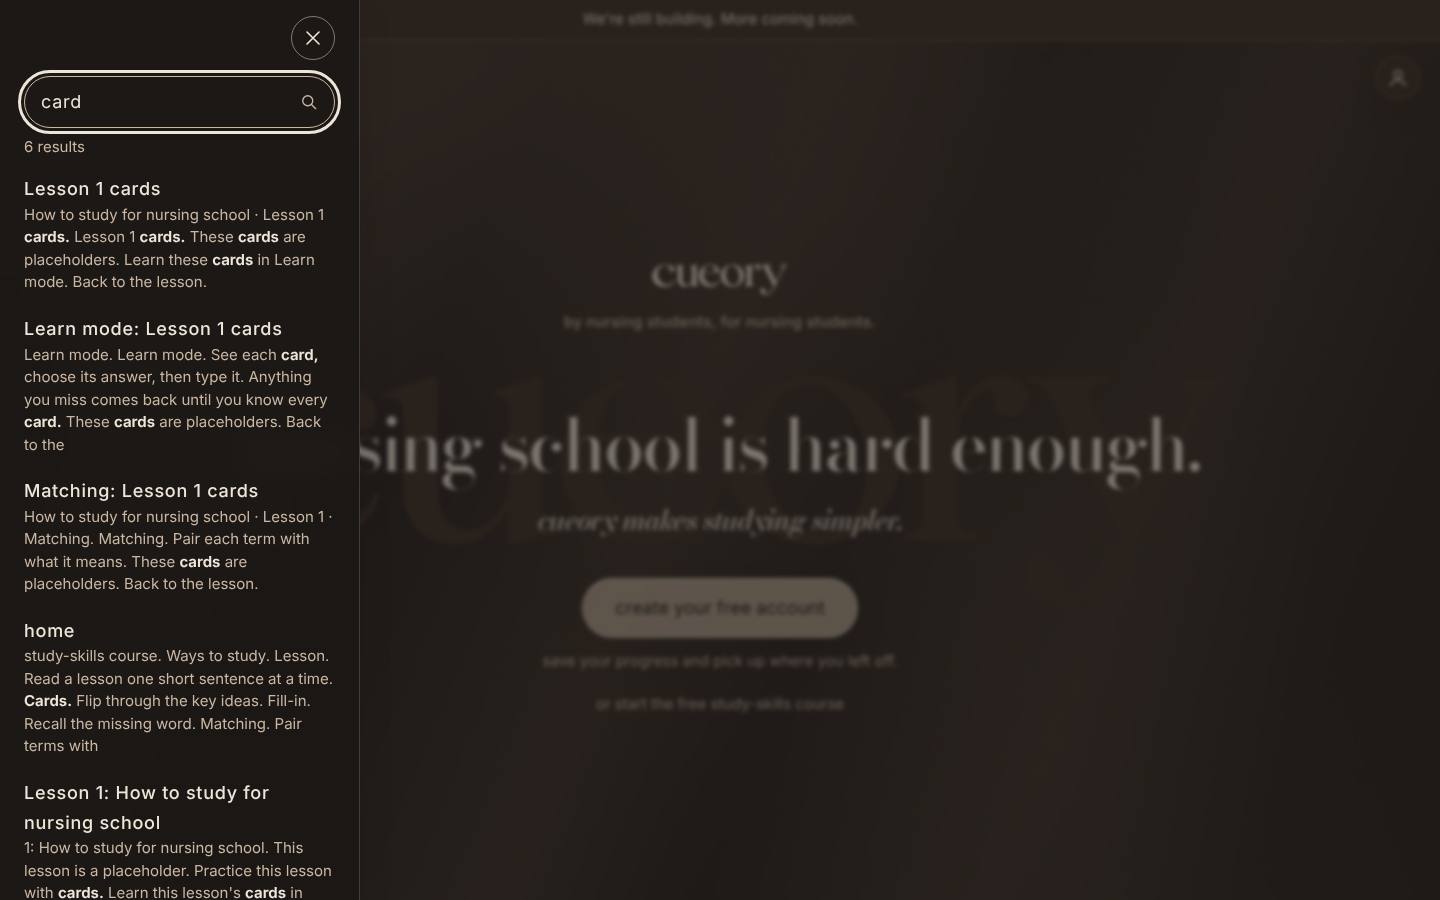 card
6 results
Lesson 1 cards
How to study for nursing school · Lesson 1
cards. Lesson 1 cards. These cards are
placeholders. Learn these cards in Learn
mode. Back to the lesson.
Learn mode: Lesson 1 cards
Learn mode. Learn mode. See each card,
choose its answer, then type it. Anything
you miss comes back until you know every
card. These cards are placeholders. Back
to the
Matching: Lesson 1 cards
How to study for nursing school · Lesson 1 ·
Matching. Matching. Pair each term with
what it means. These cards are
placeholders. Back to the lesson.
home
study-skills course. Ways to study. Lesson.
Read a lesson one short sentence at a time.
Cards. Flip through the key ideas. Fill-in.
Recall the missing word. Matching. Pair
terms with
Lesson 1: How to study for
nursing school
1: How to study for nursing school. This
lesson is a placeholder. Practice this lesson
with cards. Learn this lesson's cards in
We're still building. More coming soon.
cueory
by nursing students, for nursing students.
cueory
sing school is hard enough.
cueory makes studying simpler.
create your free account
save your progress and pick up where you left off.
or start the free study-skills course